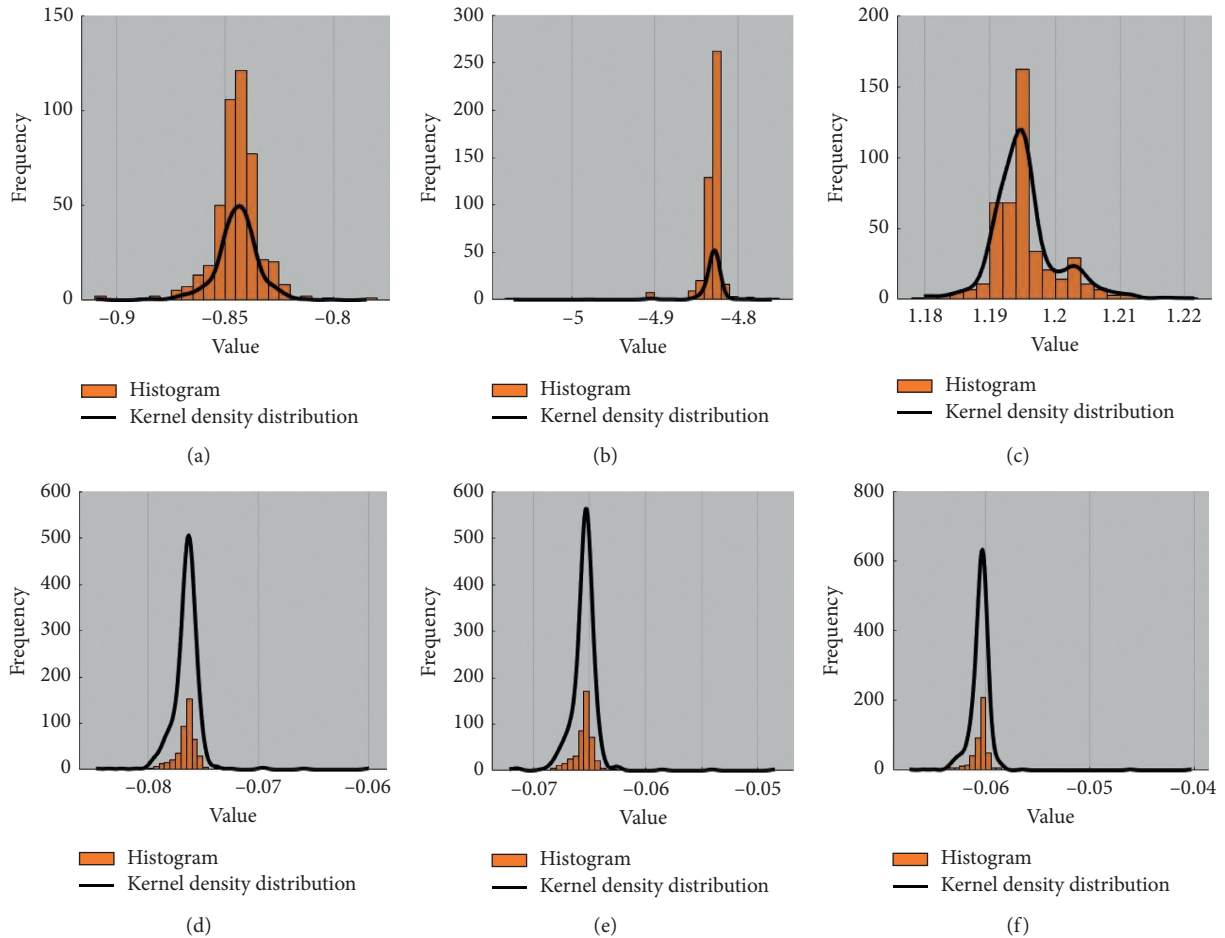 150
100
50
0
Frequency
−0.9
−0.85
−0.8
Value
Histogram
Kernel density distribution
(a)
300
250
200
150
100
50
0
Frequency
−5
−4.9
−4.8
Value
Histogram
Kernel density distribution
(b)
200
150
100
50
0
Frequency
1.18
1.19
1.2
1.21
1.22
Value
Histogram
Kernel density distribution
(c)
600
500
400
300
200
100
0
Frequency
−0.08
−0.07
−0.06
Value
Histogram
Kernel density distribution
(d)
600
500
400
300
200
100
0
Frequency
−0.07
−0.06
−0.05
Value
Histogram
Kernel density distribution
(e)
800
600
400
200
0
Frequency
−0.06
−0.05
−0.04
Value
Histogram
Kernel density distribution
(f)